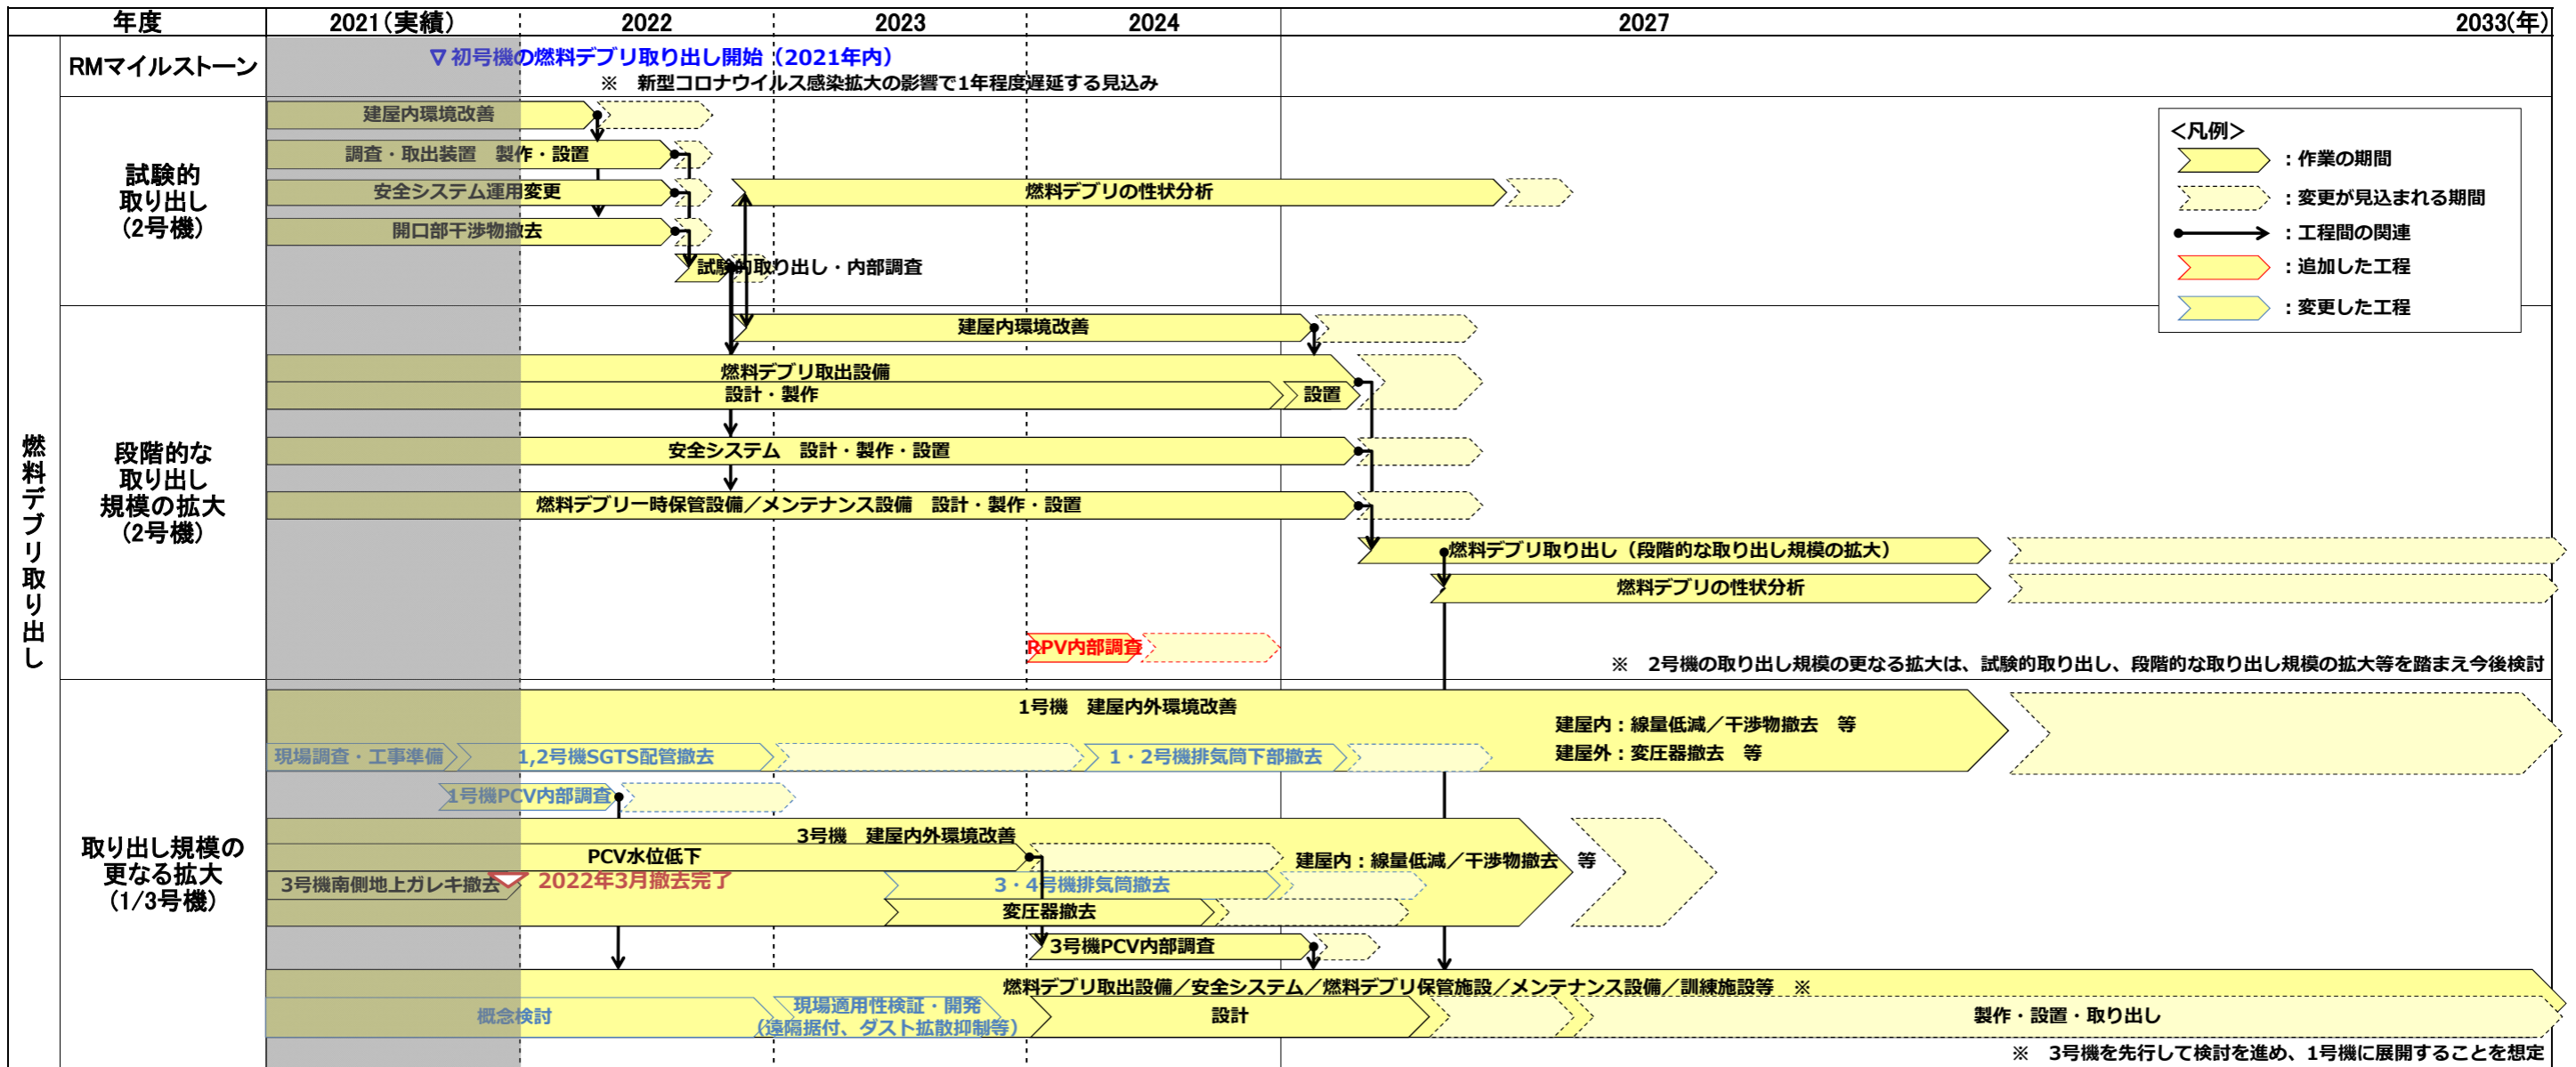 年度
2021(実績)
2022
2023
2024
2027
2033(年)
燃料デブリ取り出し
RMマイルストーン
∇ 初号機の燃料デブリ取り出し開始（2021年内）
※　新型コロナウイルス感染拡大の影響で1年程度遅延する見込み
試験的
取り出し
(2号機)
建屋内環境改善
調査・取出装置　製作・設置
安全システム運用変更
燃料デブリの性状分析
開口部干渉物撤去
試験的取り出し・内部調査
＜凡例＞
：作業の期間
：変更が見込まれる期間
：工程間の関連
：追加した工程
：変更した工程
段階的な
取り出し
規模の拡大
(2号機)
建屋内環境改善
燃料デブリ取出設備
設計・製作
設置
安全システム　設計・製作・設置
燃料デブリ一時保管設備／メンテナンス設備　設計・製作・設置
燃料デブリ取り出し（段階的な取り出し規模の拡大）
燃料デブリの性状分析
RPV内部調査
※　2号機の取り出し規模の更なる拡大は、試験的取り出し、段階的な取り出し規模の拡大等を踏まえ今後検討
取り出し規模の
更なる拡大
(1/3号機)
1号機　建屋内外環境改善
建屋内：線量低減／干渉物撤去　等
建屋外：変圧器撤去　等
現場調査・工事準備
1,2号機SGTS配管撤去
1・2号機排気筒下部撤去
1号機PCV内部調査
3号機　建屋内外環境改善
PCV水位低下
建屋内：線量低減／干渉物撤去　等
3号機南側地上ガレキ撤去
2022年3月撤去完了
3・4号機排気筒撤去
変圧器撤去
3号機PCV内部調査
燃料デブリ取出設備／安全システム／燃料デブリ保管施設／メンテナンス設備／訓練施設等　※
概念検討
現場適用性検証・開発
（遠隔据付、ダスト拡散抑制等）
設計
製作・設置・取り出し
※　3号機を先行して検討を進め、1号機に展開することを想定